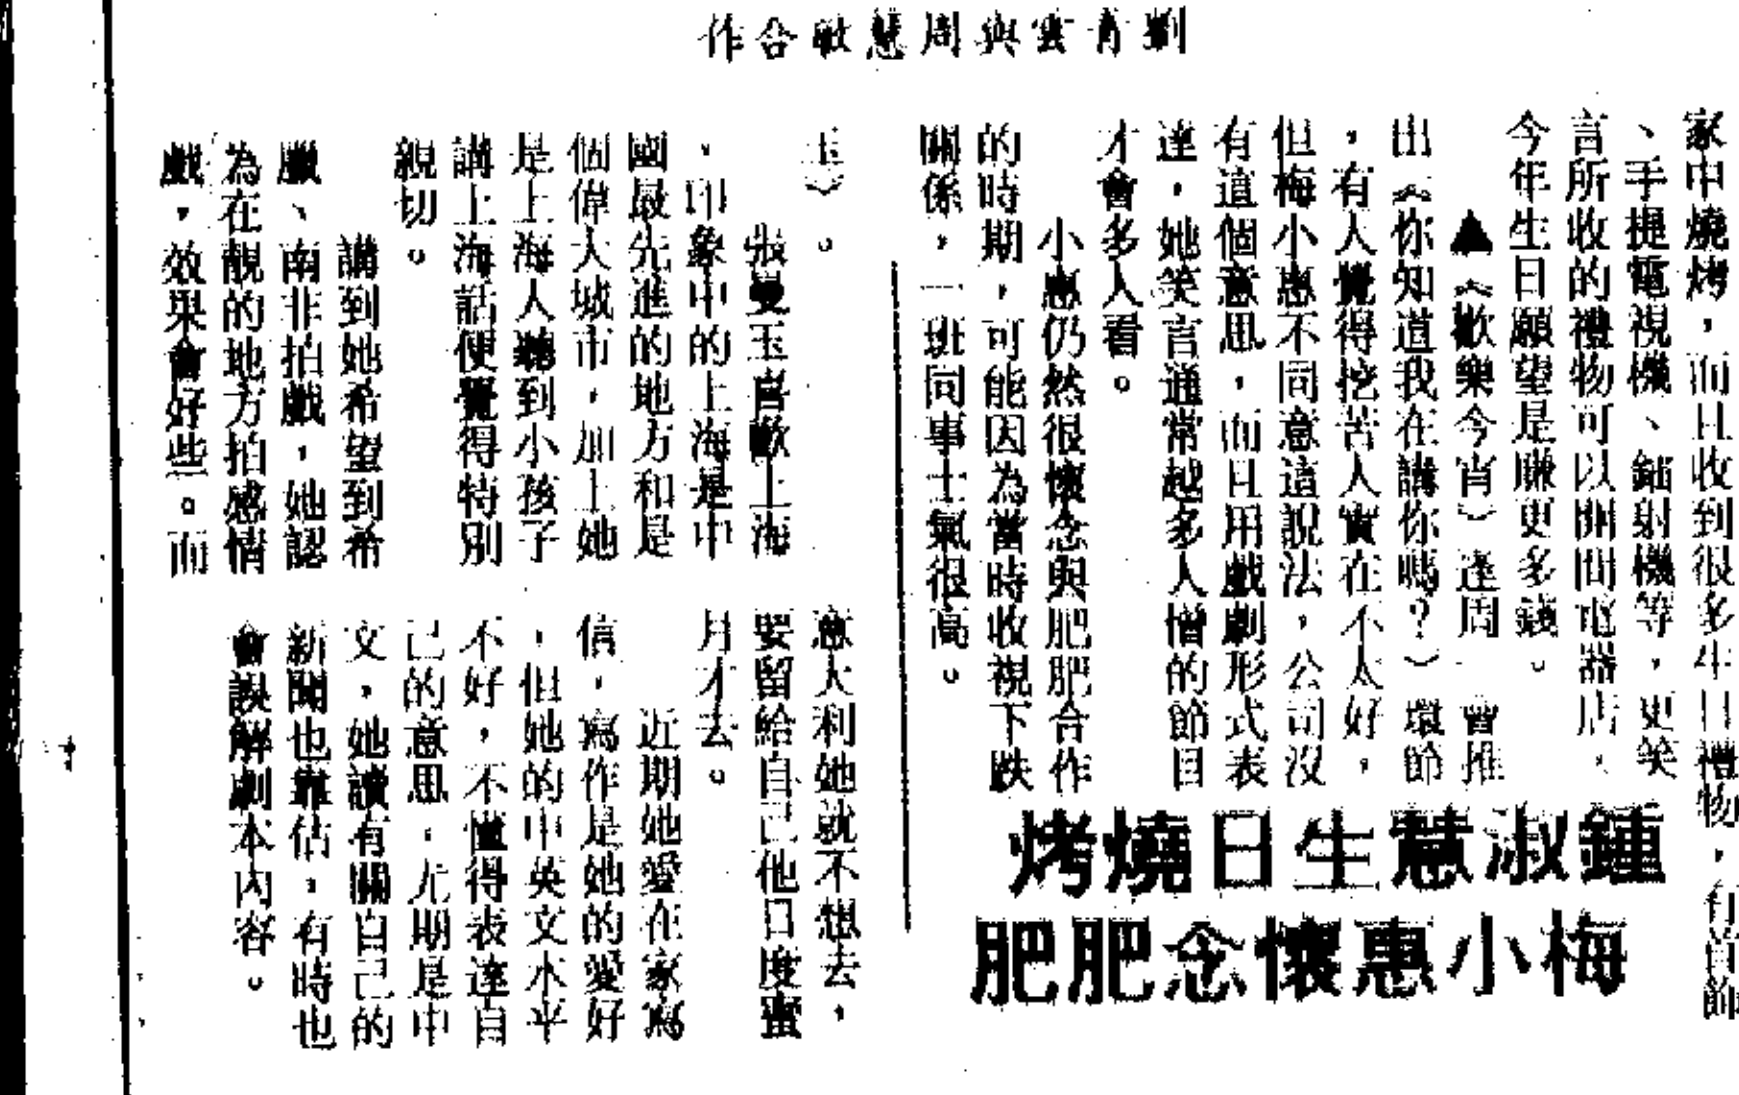 劉青雲與周慧敏合作
鍾淑慧生日燒烤
梅小惠懷念肥肥
家中燒烤，而且收到很多生日禮物，有首飾
、手提電視機、鐳射機等，更笑
言所收的禮物可以開間電器店，
今年生日願望是賺更多錢。
▲《歡樂今宵》逢周一會推
出《你知道我在講你嗎？》環節
，有人覺得挖苦人實在不太好，
但梅小惠不同意這說法，公司沒
有這個意思，而且用戲劇形式表
達，她笑言通常越多人憎的節目
才會多人看。
小惠仍然很懷念與肥肥合作
的時期，可能因為當時收視下跌
關係，一班同事士氣很高。
玉》。
張曼玉喜歡上海
，印象中的上海是中
國最先進的地方和是
個偉大城市，加上她
是上海人聽到小孩子
講上海話便覺得特別
親切。
講到她希望到希
臘、南非拍戲，她認
為在靚的地方拍感情
戲，效果會好些。而
意大利她就不想去，
要留給自己他日度蜜
月才去。
近期她愛在家寫
信，寫作是她的愛好
，但她的中英文水平
不好，不懂得表達自
己的意思，尤期是中
文，她讀有關自己的
新聞也靠估，有時也
會誤解劇本內容。